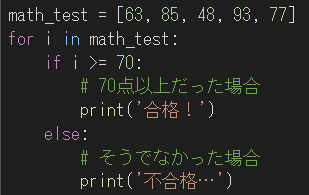 math_test = [63, 85, 48, 93, 77]
for i in math_test:
    if i >= 70:
        # 70点以上だった場合
        print('合格！')
    else:
        # そうでなかった場合
        print('不合格…')